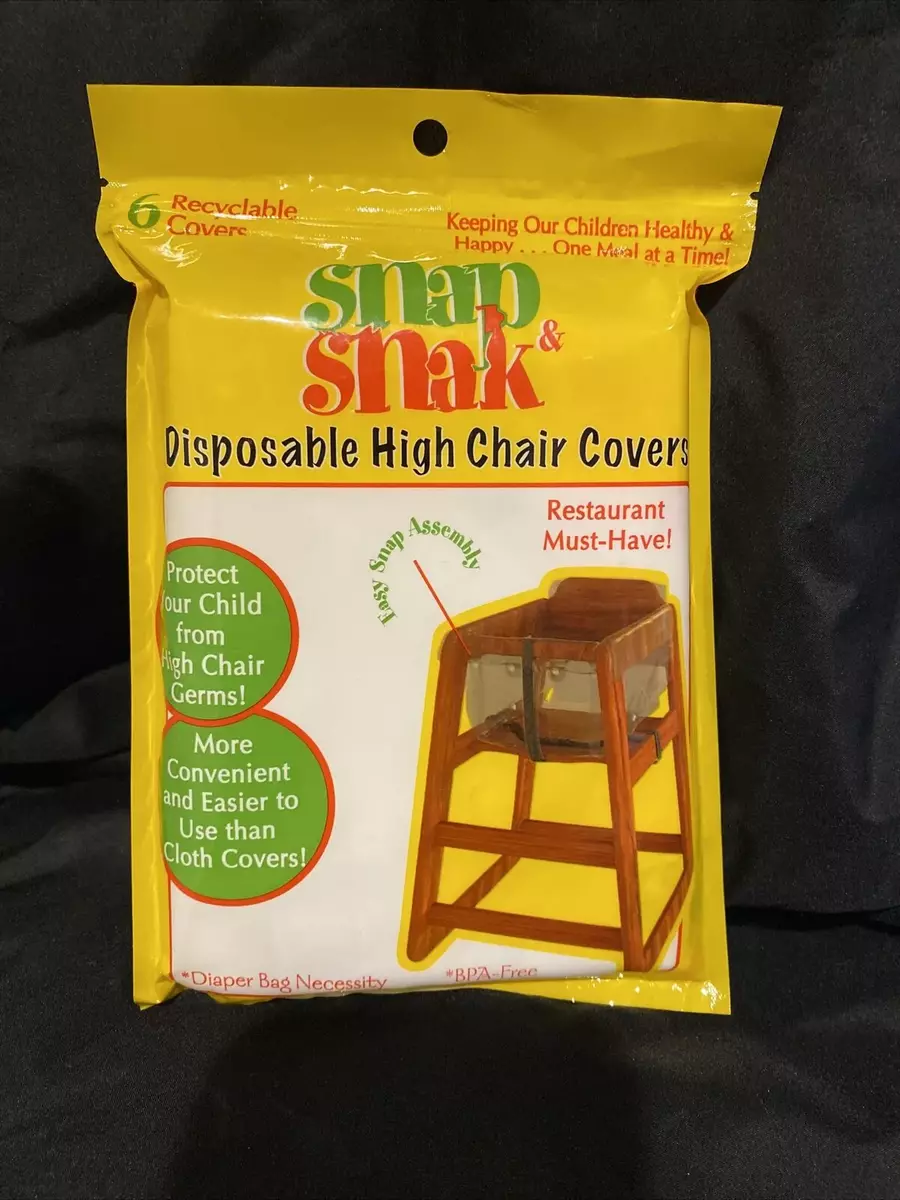 6 Recyclable
Covers
Keeping Our Children Healthy &
Happy . . . One Meal at a Time!
snap
& snak
Disposable High Chair Covers
Restaurant
Must-Have!
Easy Snap Assembly
Protect
Your Child
from
High Chair
Germs!
More
Convenient
and Easier to
Use than
Cloth Covers!
*Diaper Bag Necessity
*BPA-Free